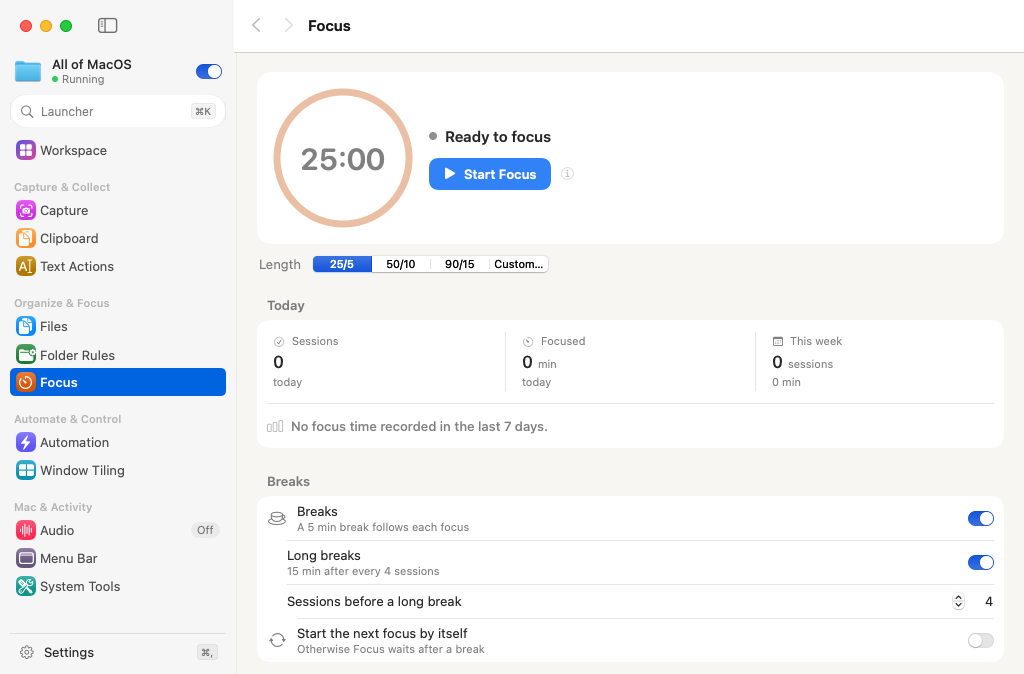 Focus
All of MacOS
Running
Launcher ⌘K
Workspace
Capture & Collect
Capture
Clipboard
Text Actions
Organize & Focus
Files
Folder Rules
Focus
Automate & Control
Automation
Window Tiling
Mac & Activity
Audio Off
Menu Bar
System Tools
Settings ⌘,
25:00
Ready to focus
Start Focus
Length 25/5 50/10 90/15 Custom...
Today
Sessions
0
today
Focused
0 min
today
This week
0 sessions
0 min
No focus time recorded in the last 7 days.
Breaks
Breaks
A 5 min break follows each focus
Long breaks
15 min after every 4 sessions
Sessions before a long break 4
Start the next focus by itself
Otherwise Focus waits after a break